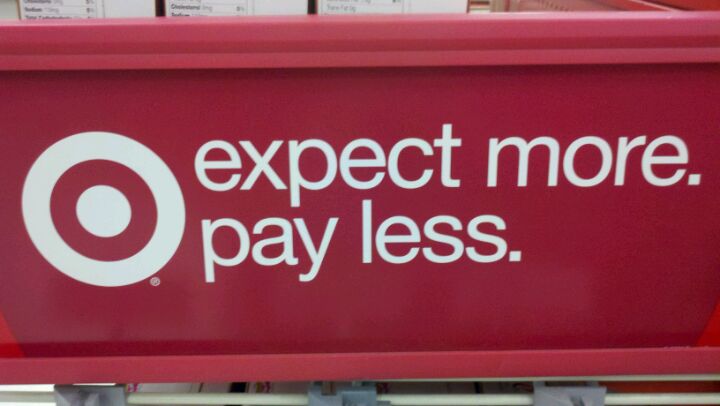 expect more.
pay less.
®